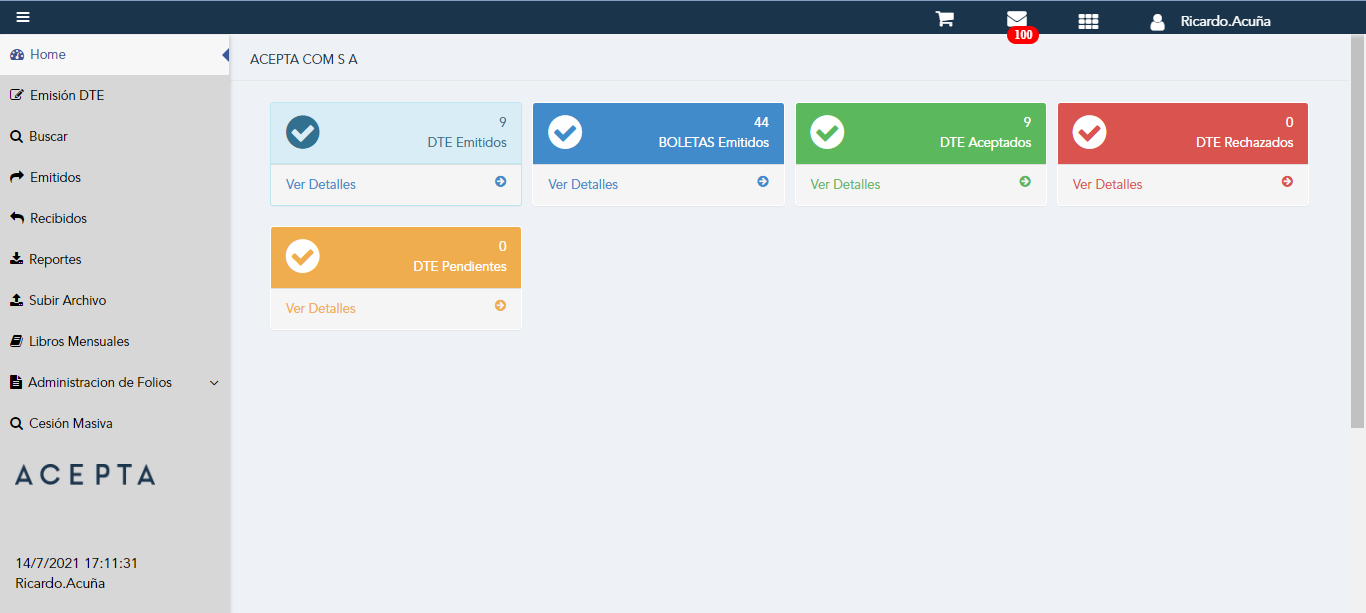 100
Ricardo.Acuña
Home
Emisión DTE
Buscar
Emitidos
Recibidos
Reportes
Subir Archivo
Libros Mensuales
Administracion de Folios
Cesión Masiva
ACEPTA
14/7/2021 17:11:31
Ricardo.Acuña
ACEPTA COM S A
9
DTE Emitidos
Ver Detalles
44
BOLETAS Emitidos
Ver Detalles
9
DTE Aceptados
Ver Detalles
0
DTE Rechazados
Ver Detalles
0
DTE Pendientes
Ver Detalles